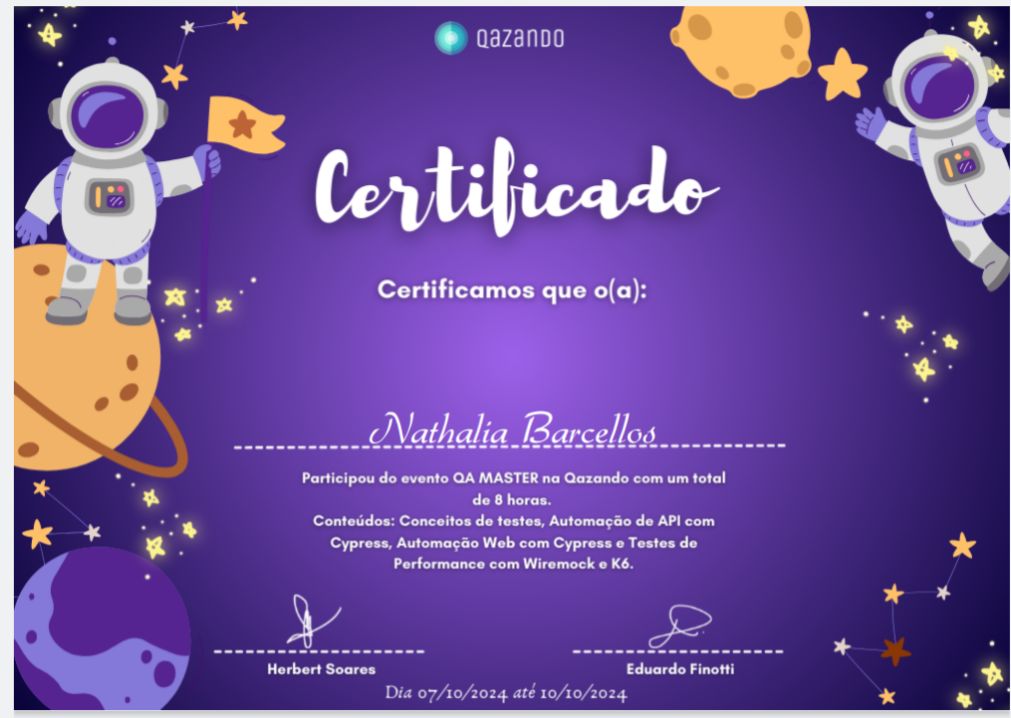 QAZANDO
Certificado
Certificamos que o(a):
Nathalia Barcellos
Participou do evento QA MASTER na Qazando com um total
de 8 horas.
Conteúdos: Conceitos de testes, Automação de API com
Cypress, Automação Web com Cypress e Testes de
Performance com Wiremock e K6.
Herbert Soares
Eduardo Finotti
Dia 07/10/2024 até 10/10/2024